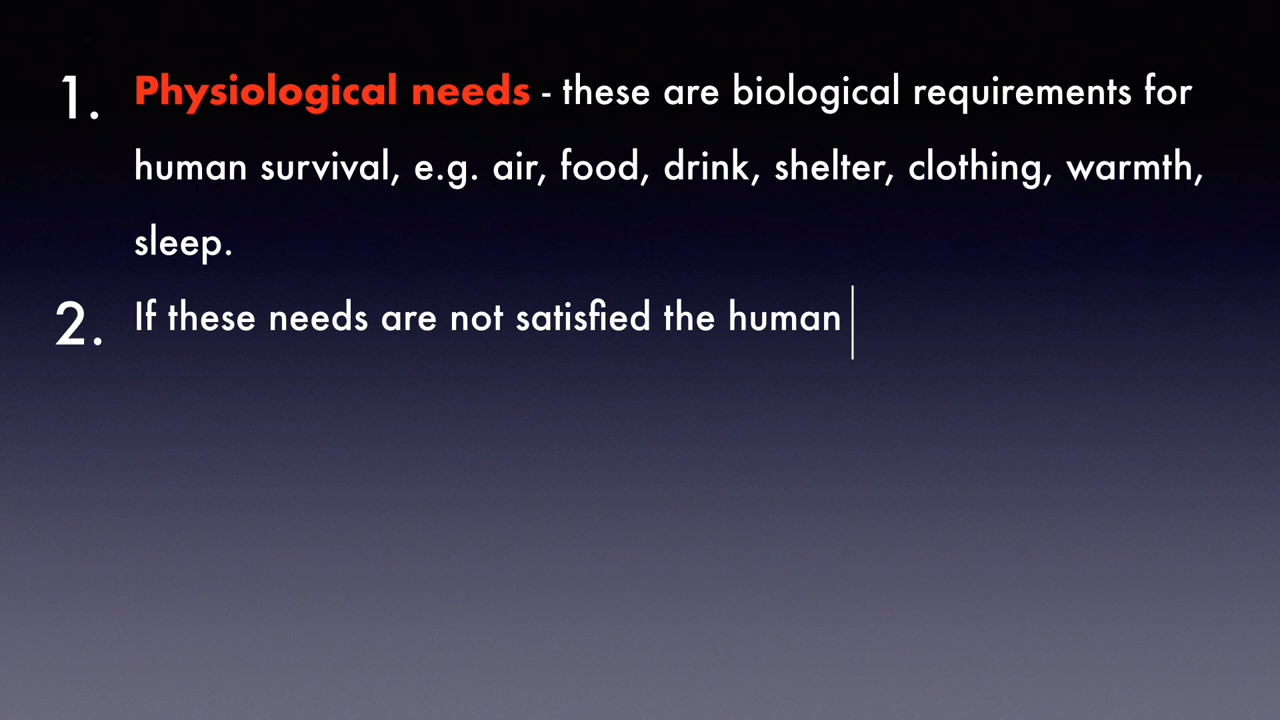 1. Physiological needs - these are biological requirements for
human survival, e.g. air, food, drink, shelter, clothing, warmth,
sleep.
2. If these needs are not satisfied the human